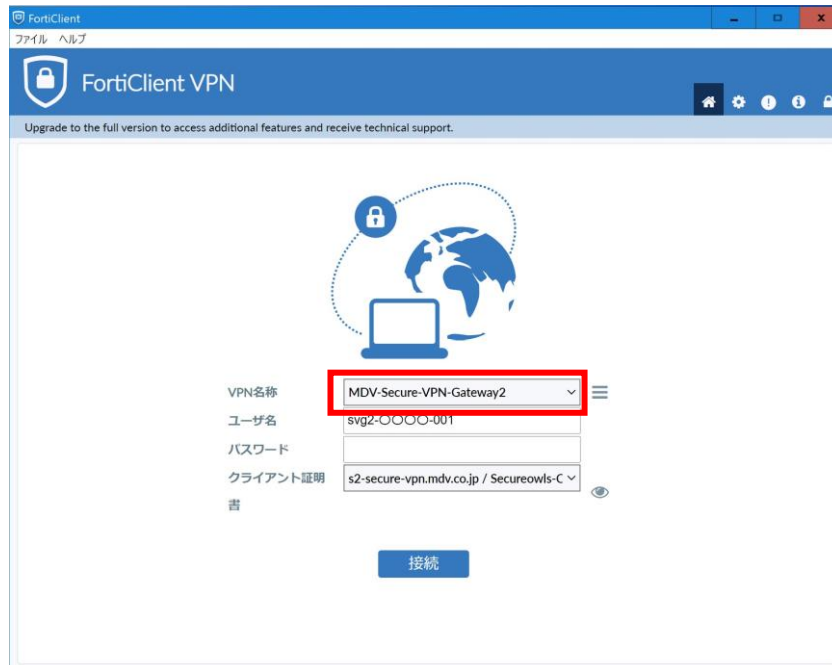 FortiClient
ファイル ヘルプ
FortiClient VPN
Upgrade to the full version to access additional features and receive technical support.
VPN名称 MDV-Secure-VPN-Gateway2
ユーザ名 svg2-〇〇〇〇-001
パスワード
クライアント証明 s2-secure-vpn.mdv.co.jp / Secureowls-C
書
接続